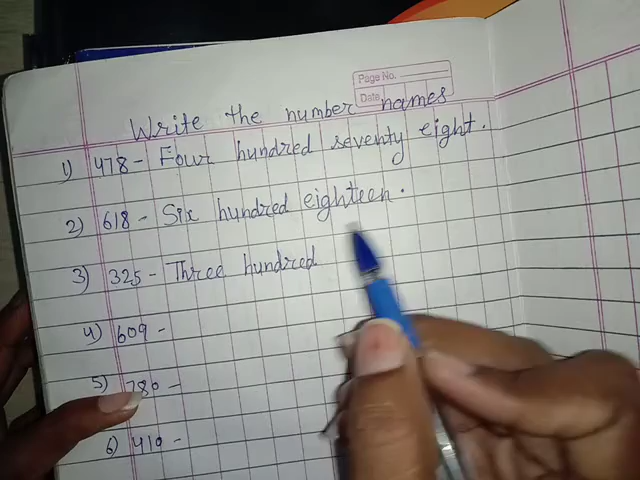 Page No.
Date
Write the number names
1) 478 - Four hundred seventy eight.
2) 618 - Six hundred eighteen.
3) 325 - Three hundred
4) 609 -
5) 780 -
6) 410 -